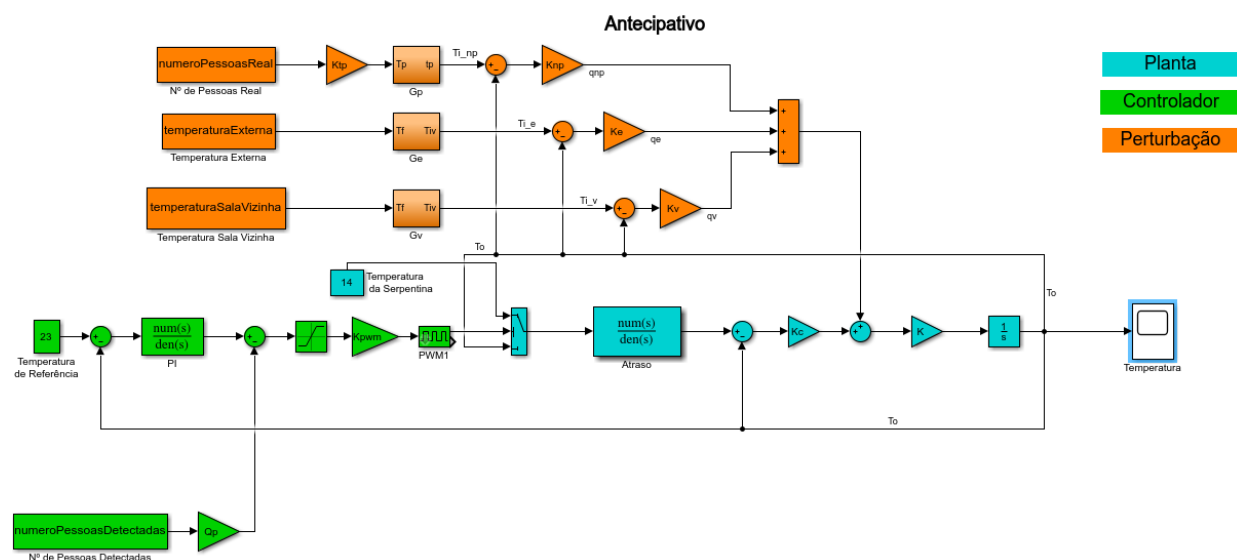 Antecipativo
numeroPessoasReal
Nº de Pessoas Real
Ktp
Tp tp
Gp
Ti_np
+
-
Knp
qnp
Planta
Controlador
Perturbação
temperaturaExterna
Temperatura Externa
Tf Tiv
Ge
Ti_e
+
-
Ke
qe
+
+
+
temperaturaSalaVizinha
Temperatura Sala Vizinha
Tf Tiv
Gv
Ti_v
+
-
Kv
qv
To
14
Temperatura
da Serpentina
To
23
Temperatura
de Referência
+
-
num(s)
den(s)
PI
+
-
Kpwm
PWM1
num(s)
den(s)
Atraso
+
-
Kc
+
+
K
1
s
Temperatura
To
numeroPessoasDetectadas
Nº de Pessoas Detectadas
Qp